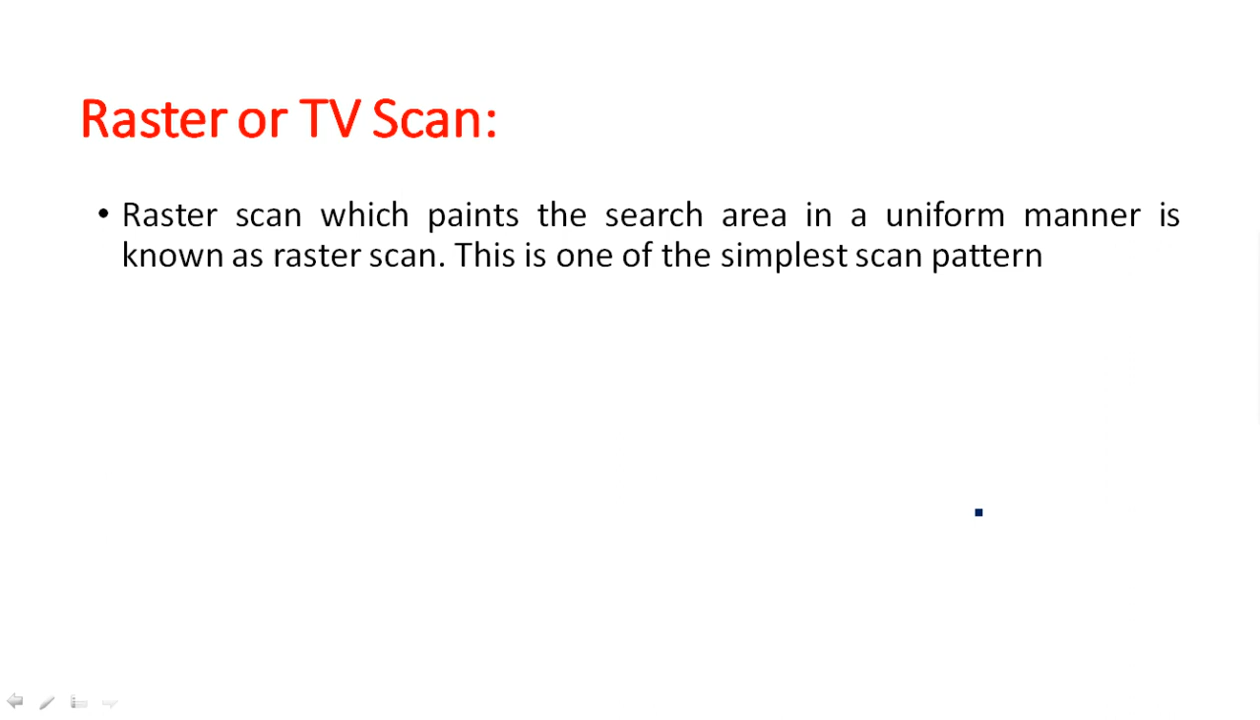 Raster or TV Scan:
• Raster scan which paints the search area in a uniform manner is
known as raster scan. This is one of the simplest scan pattern